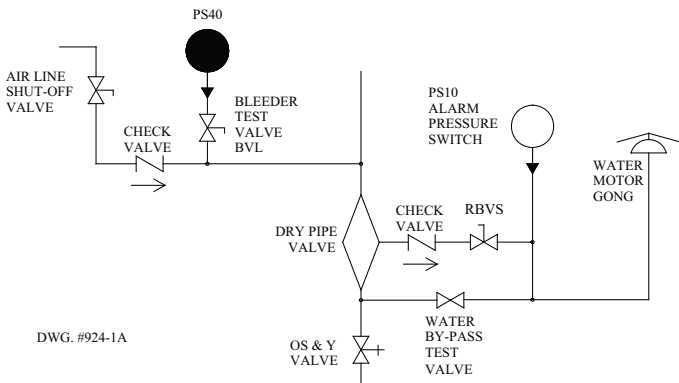 PS40
AIR LINE
SHUT-OFF
VALVE
BLEEDER
TEST
VALVE
BVL
CHECK
VALVE
PS10
ALARM
PRESSURE
SWITCH
WATER
MOTOR
GONG
DRY PIPE
VALVE
CHECK
VALVE
RBVS
DWG. #924-1A
OS & Y
VALVE
WATER
BY-PASS
TEST
VALVE